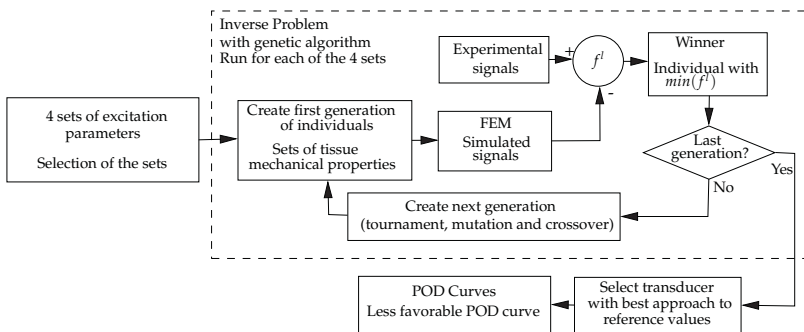 Inverse Problem
with genetic algorithm
Run for each of the 4 sets
Experimental
signals
+
f^l
-
Winner
Individual with
min(f^l)
4 sets of excitation
parameters
Selection of the sets
Create first generation
of individuals
Sets of tissue
mechanical properties
FEM
Simulated
signals
Last
generation?
Yes
No
Create next generation
(tournament, mutation and crossover)
POD Curves
Less favorable POD curve
Select transducer
with best approach to
reference values